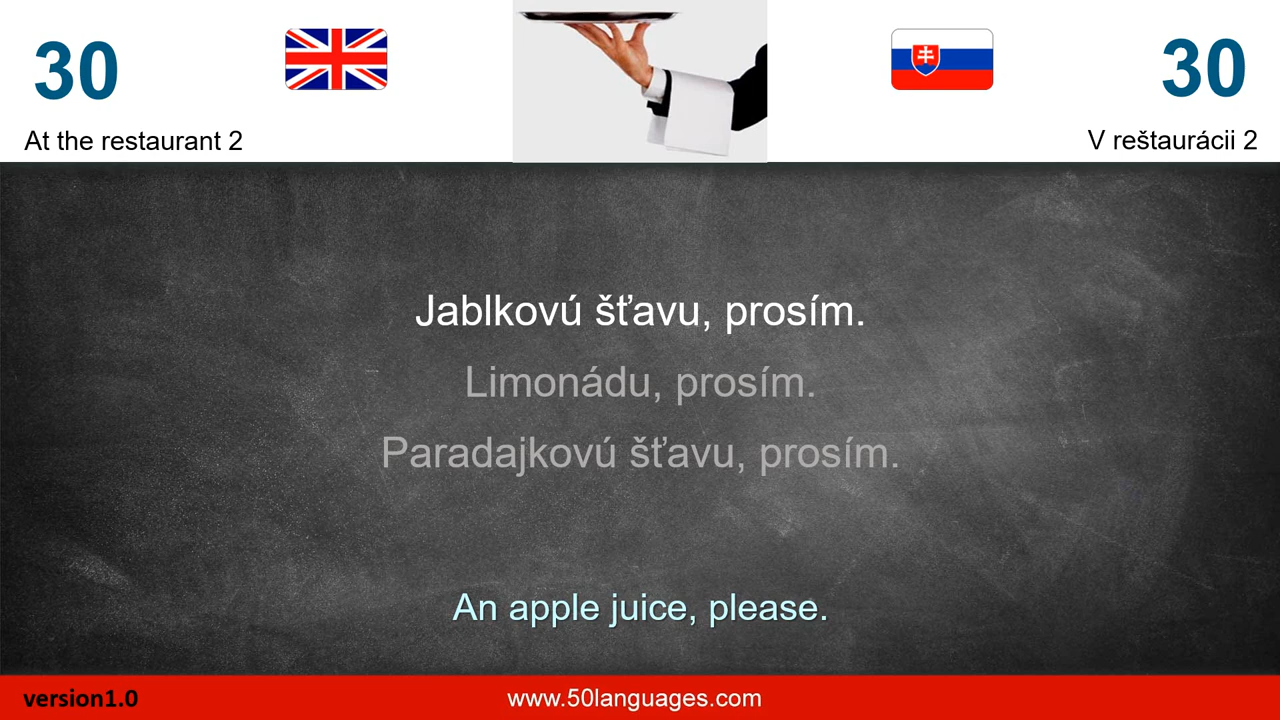 30
30
At the restaurant 2
V reštaurácii 2
Jablkovú šťavu, prosím.
Limonádu, prosím.
Paradajkovú šťavu, prosím.
An apple juice, please.
version1.0
www.50languages.com